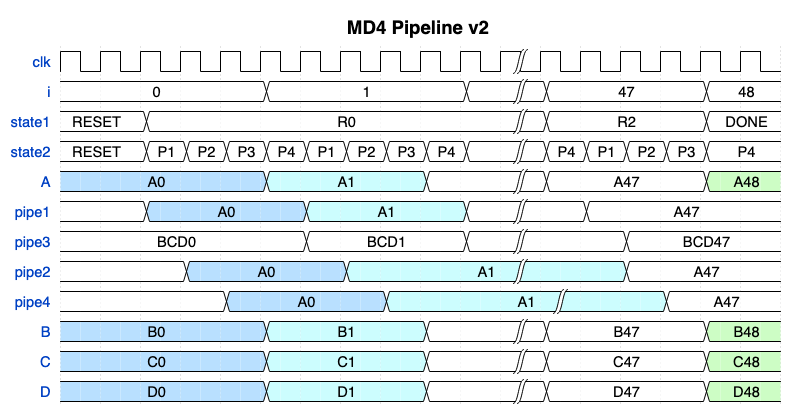 MD4 Pipeline v2
clk
i 0 1 47 48
state1 RESET R0 R2 DONE
state2 RESET P1 P2 P3 P4 P1 P2 P3 P4 P4 P1 P2 P3 P4
A A0 A1 A47 A48
pipe1 A0 A1 A47
pipe3 BCD0 BCD1 BCD47
pipe2 A0 A1 A47
pipe4 A0 A1 A47
B B0 B1 B47 B48
C C0 C1 C47 C48
D D0 D1 D47 D48